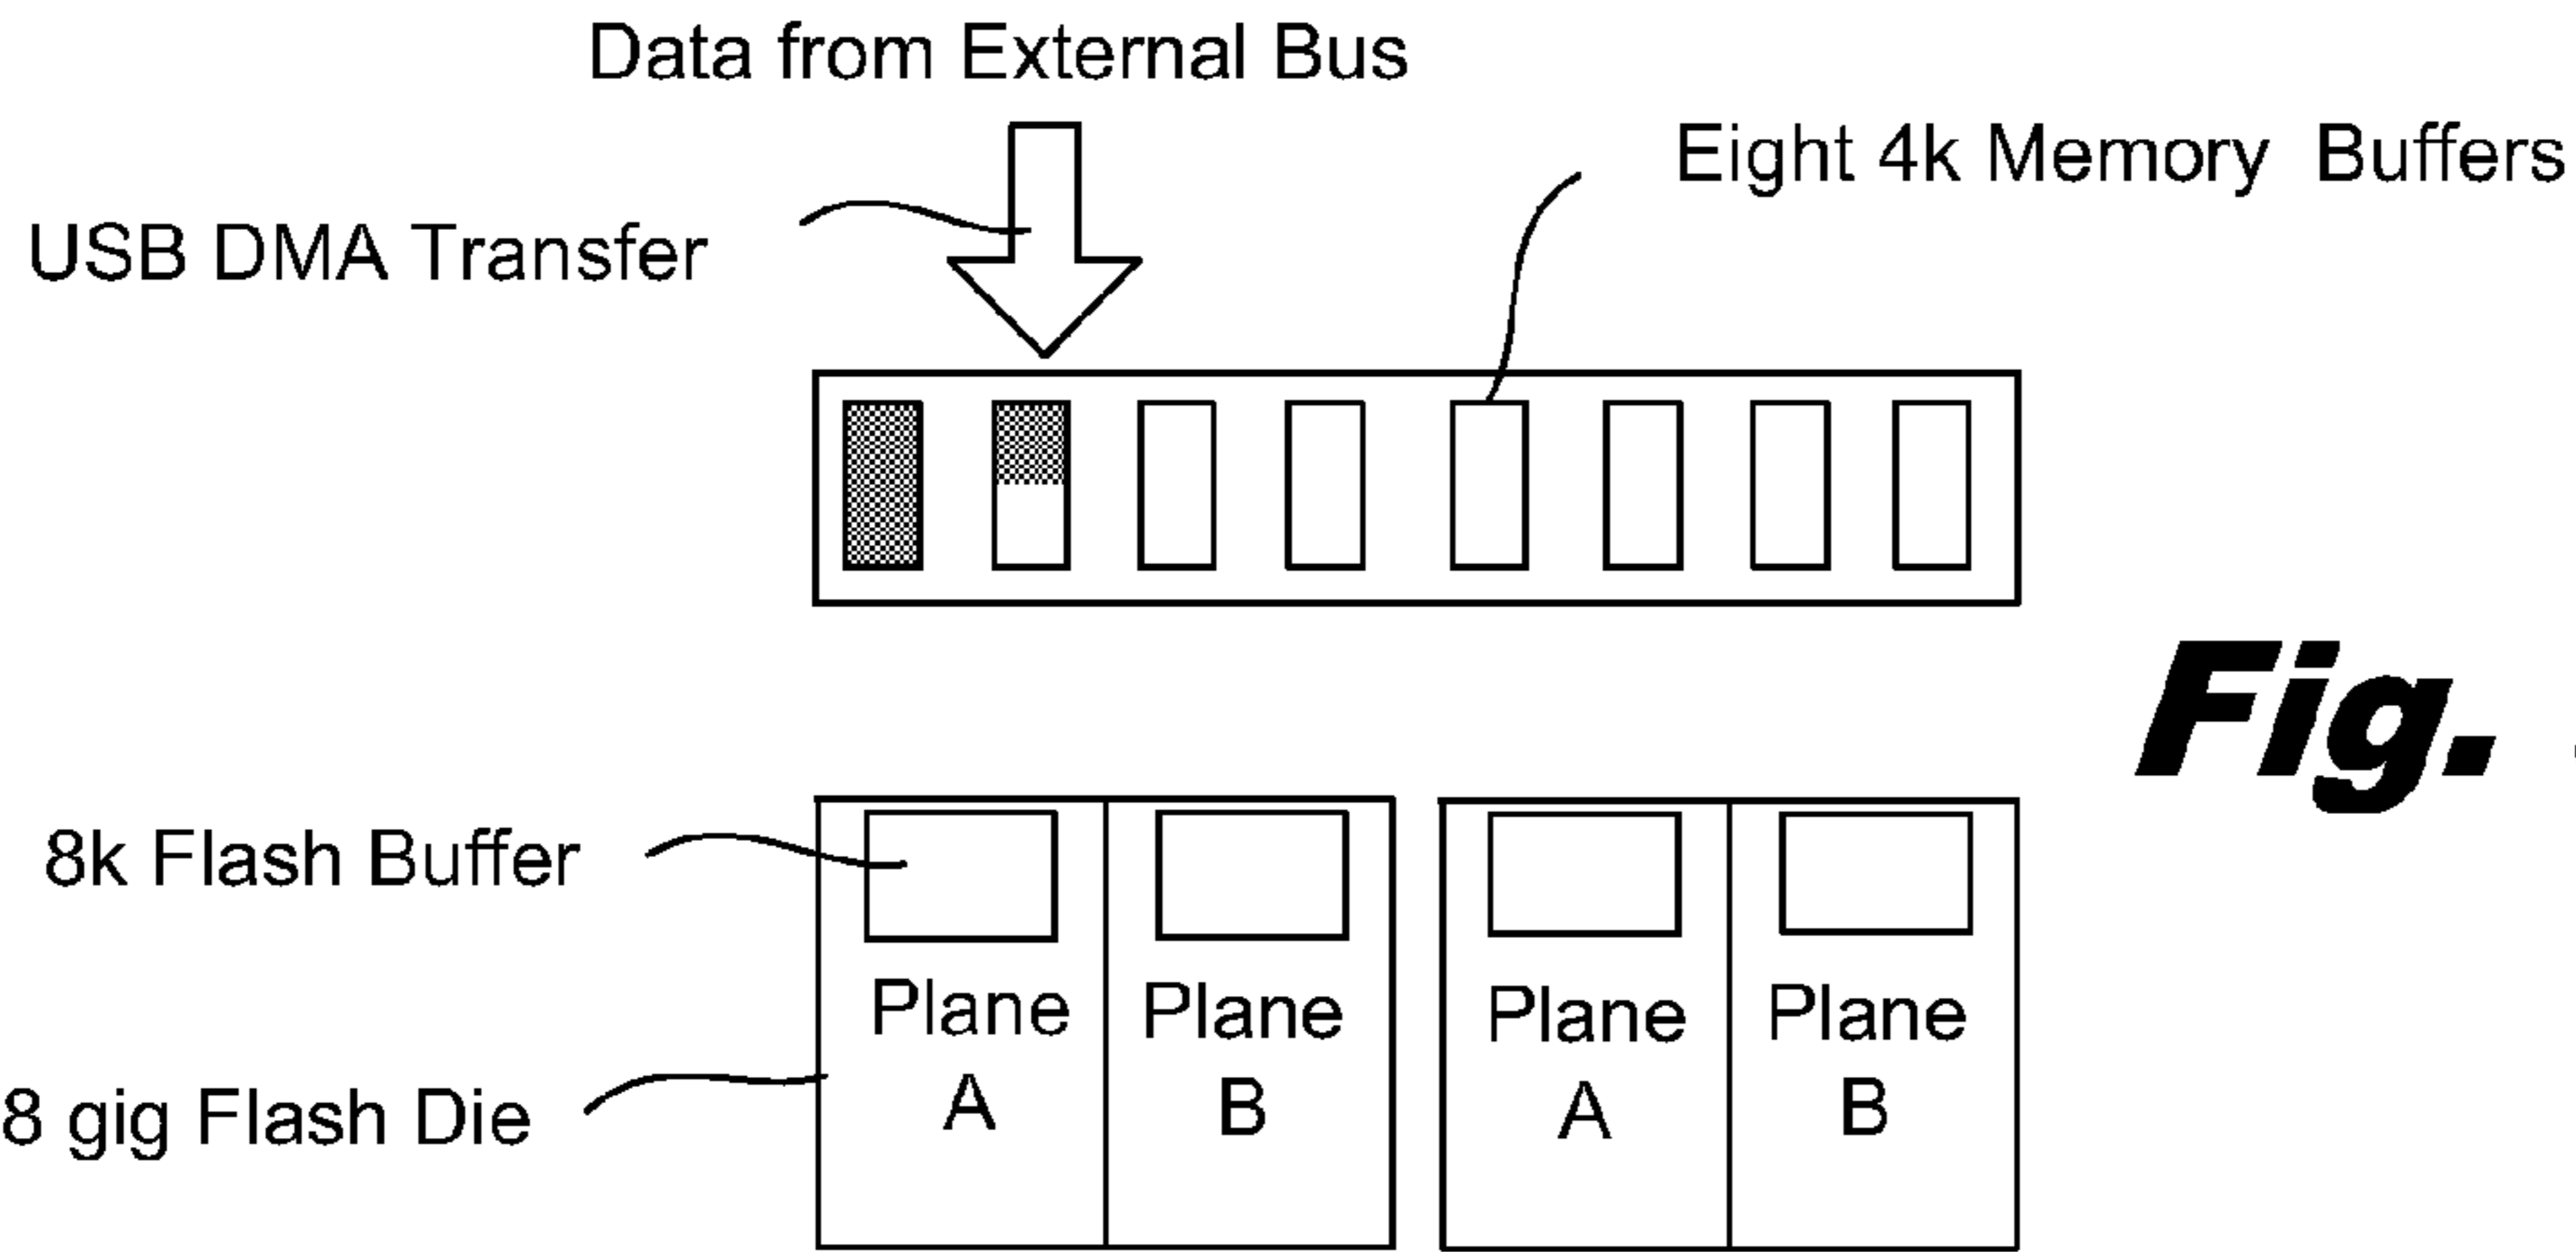 Data from External Bus
Eight 4k Memory Buffers
USB DMA Transfer
Fig.
8k Flash Buffer
Plane A
Plane B
Plane A
Plane B
8 gig Flash Die